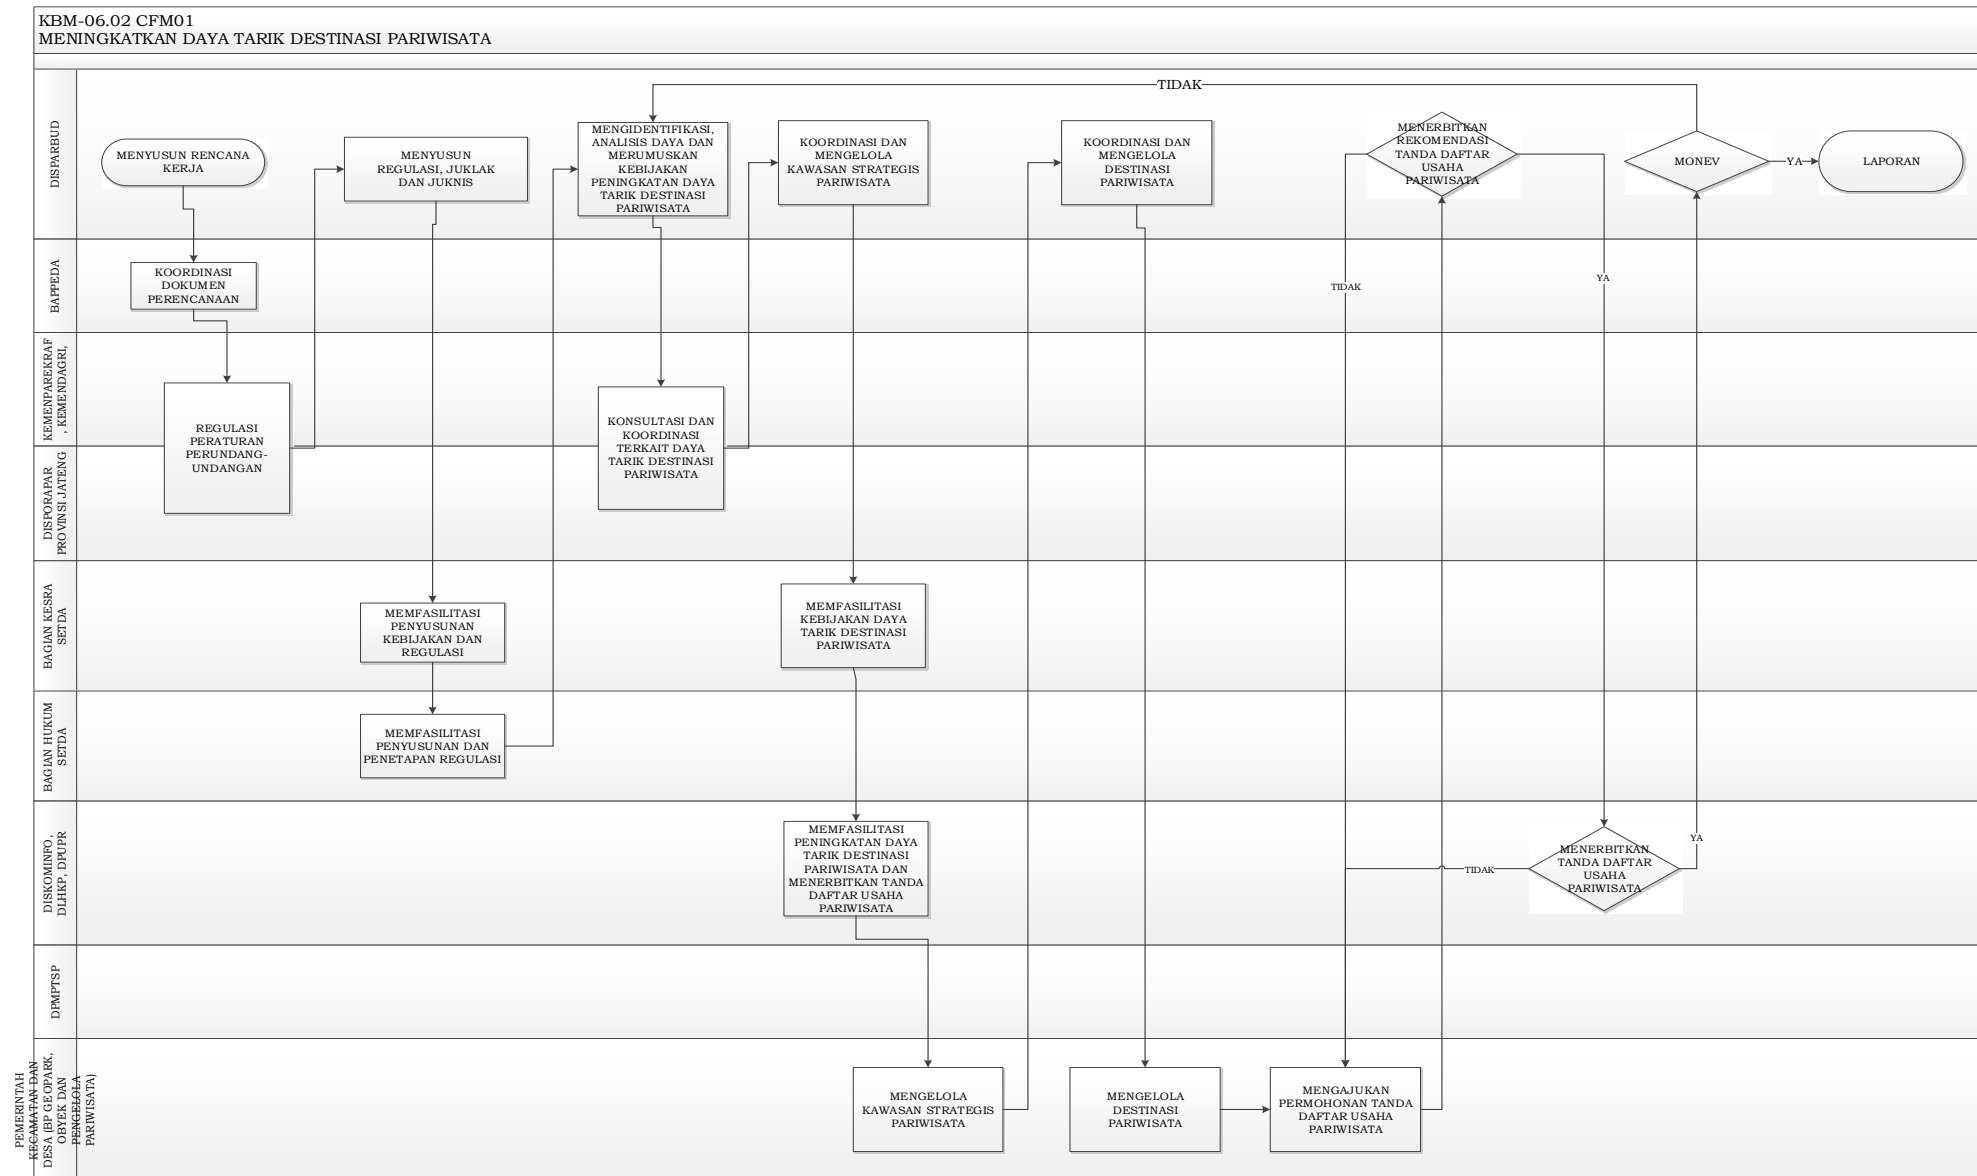 KBM-06.02 CFM01
MENINGKATKAN DAYA TARIK DESTINASI PARIWISATA
DISPARBUD
MENYUSUN RENCANA
KERJA
MENYUSUN
REGULASI, JUKLAK
DAN JUKNIS
MENGIDENTIFIKASI,
ANALISIS DAYA DAN
MERUMUSKAN
KEBIJAKAN
PENINGKATAN DAYA
TARIK DESTINASI
PARIWISATA
KOORDINASI DAN
MENGELOLA
KAWASAN STRATEGIS
PARIWISATA
KOORDINASI DAN
MENGELOLA
DESTINASI
PARIWISATA
TIDAK
MENERBITKAN
REKOMENDASI
TANDA DAFTAR
USAHA
PARIWISATA
MONEV
YA
LAPORAN
BAPPEDA
KOORDINASI
DOKUMEN
PERENCANAAN
TIDAK
YA
KEMENPAREKRAF
, KEMENDAGRI,
REGULASI
PERATURAN
PERUNDANG-
UNDANGAN
KONSULTASI DAN
KOORDINASI
TERKAIT DAYA
TARIK DESTINASI
PARIWISATA
DISPORAPAR
PROVINSI JATENG
BAGIAN KESRA
SETDA
MEMFASILITASI
PENYUSUNAN
KEBIJAKAN DAN
REGULASI
MEMFASILITASI
KEBIJAKAN DAYA
TARIK DESTINASI
PARIWISATA
BAGIAN HUKUM
SETDA
MEMFASILITASI
PENYUSUNAN DAN
PENETAPAN REGULASI
DISKOMINFO,
DLHKP, DPUPR
MEMFASILITASI
PENINGKATAN DAYA
TARIK DESTINASI
PARIWISATA DAN
MENERBITKAN TANDA
DAFTAR USAHA
PARIWISATA
TIDAK
MENERBITKAN
TANDA DAFTAR
USAHA
PARIWISATA
YA
DPMPTSP
PEMERINTAH
KECAMATAN DAN
DESA (BP GEOPARK,
OBYEK DAN
PENGELOLA
PARIWISATA)
MENGELOLA
KAWASAN STRATEGIS
PARIWISATA
MENGELOLA
DESTINASI
PARIWISATA
MENGAJUKAN
PERMOHONAN TANDA
DAFTAR USAHA
PARIWISATA